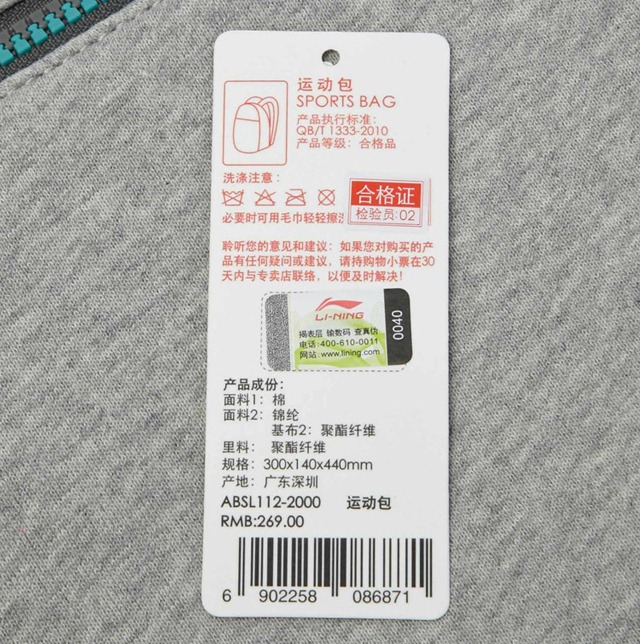 运动包
SPORTS BAG
产品执行标准:
QB/T 1333-2010
产品等级: 合格品
洗涤注意:
合格证
检验员:02
必要时可用毛巾轻轻擦
聆听您的意见和建议: 如果您对购买的产
品有任何疑问或建议, 请持购物小票在30
天内与专卖店联络, 以便及时解决!
LI-NING
揭表层 输数码 查真伪
电话:400-610-0011
网站:www.lining.com
0040
产品成份:
面料1: 棉
面料2: 锦纶
基布2: 聚酯纤维
里料: 聚酯纤维
规格: 300x140x440mm
产地: 广东深圳
ABSL112-2000 运动包
RMB:269.00
6 902258 086871